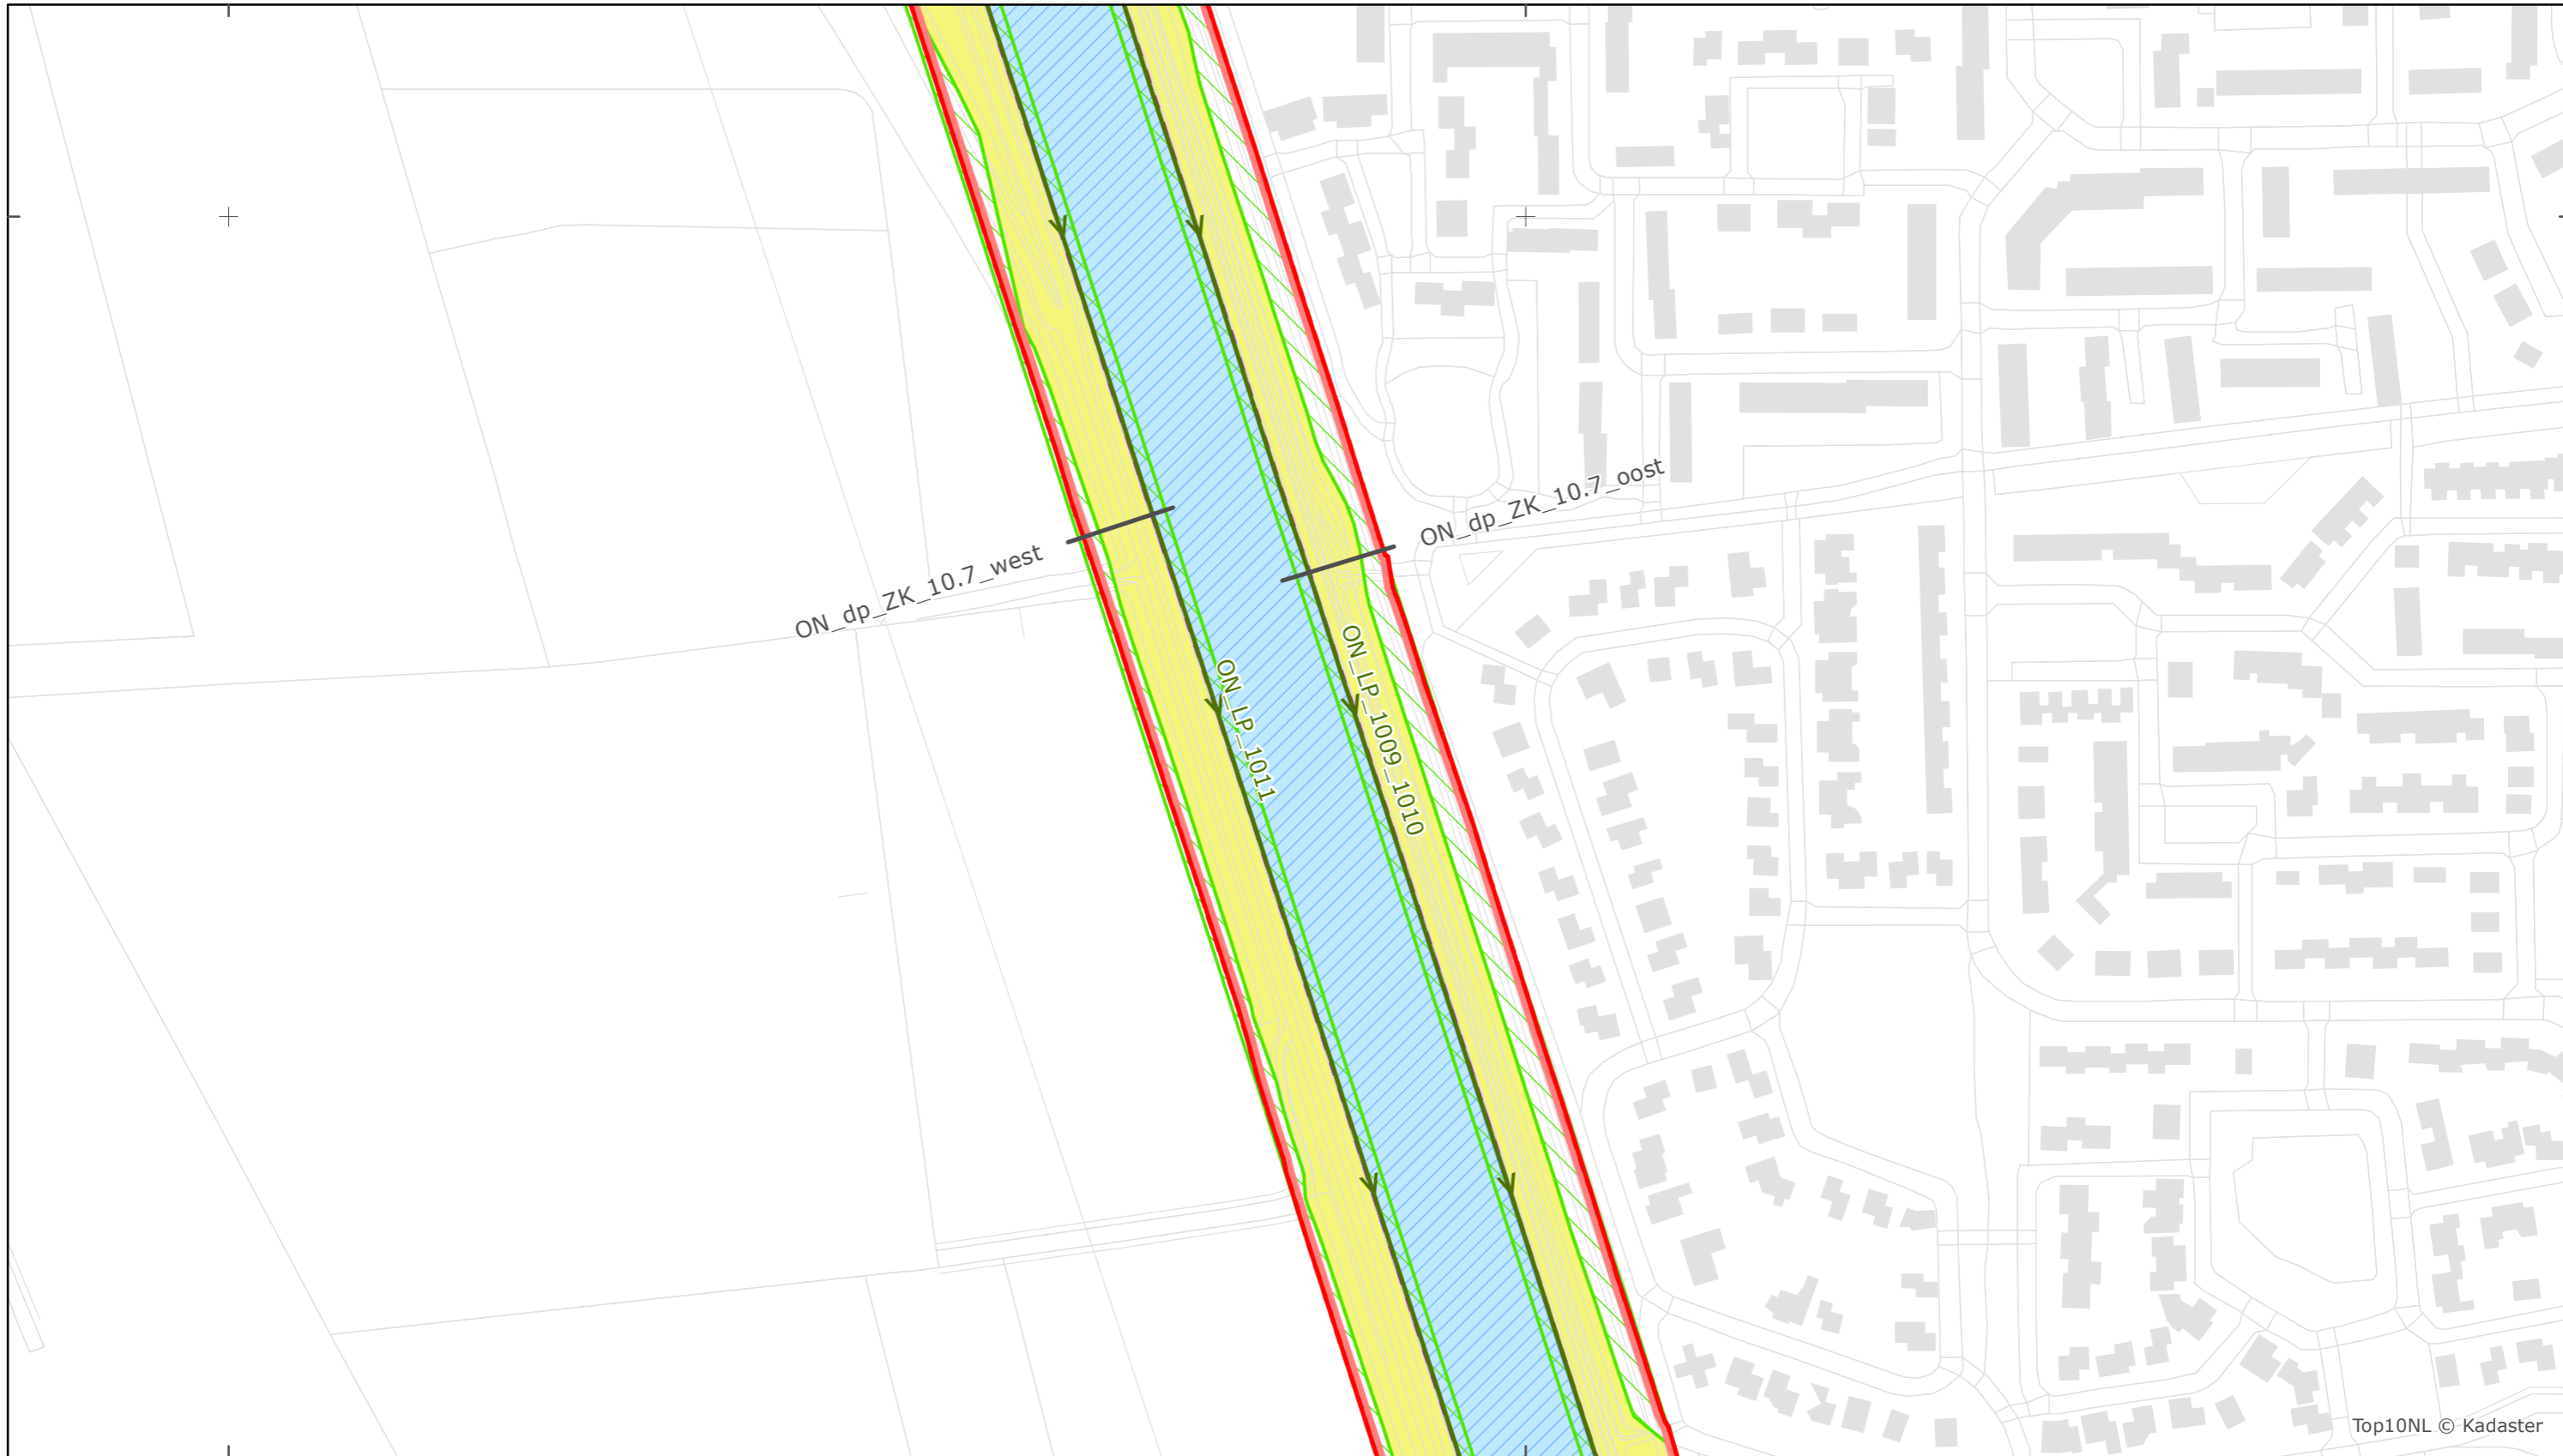 ON_dp_ZK_10.7_oost
ON_dp_ZK_10.7_west
ON_LP_1009_1010
ON_LP_1011
Top10NL © Kadaster